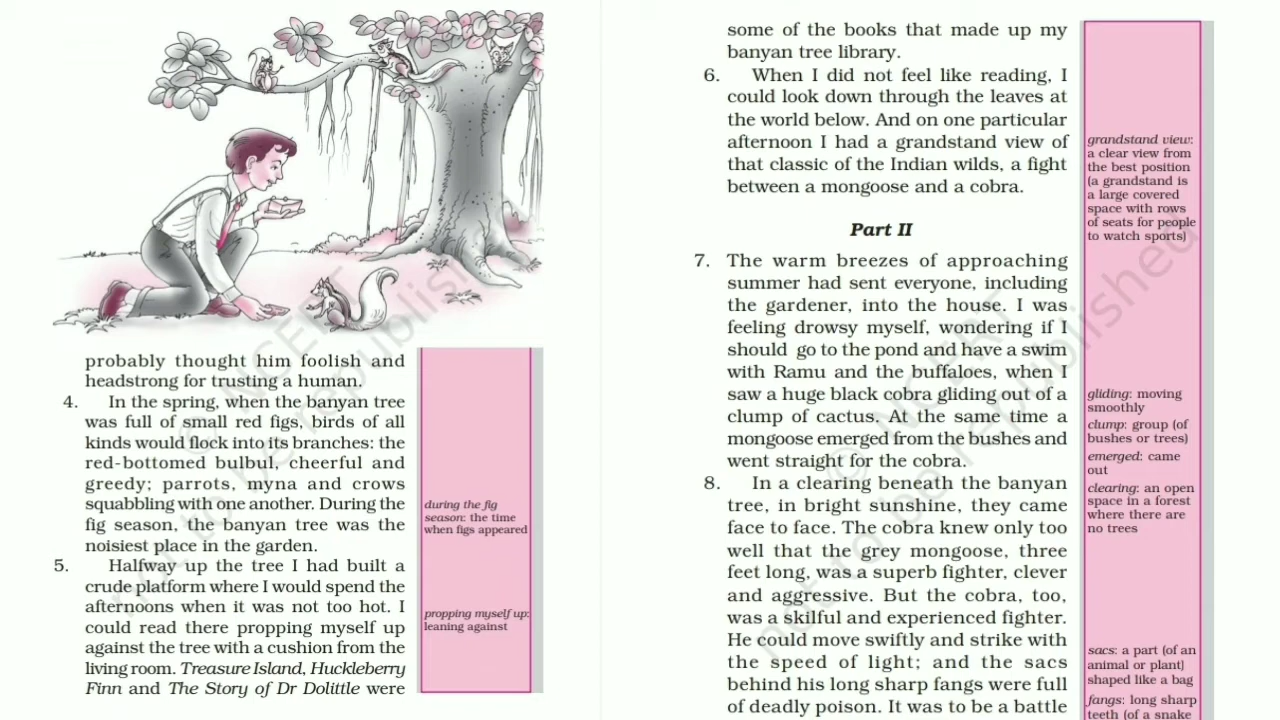 probably thought him foolish and
headstrong for trusting a human.
4. In the spring, when the banyan tree
was full of small red figs, birds of all
kinds would flock into its branches: the
red-bottomed bulbul, cheerful and
greedy; parrots, myna and crows
squabbling with one another. During the
fig season, the banyan tree was the
noisiest place in the garden.
5. Halfway up the tree I had built a
crude platform where I would spend the
afternoons when it was not too hot. I
could read there propping myself up
against the tree with a cushion from the
living room. Treasure Island, Huckleberry
Finn and The Story of Dr Dolittle were
during the fig
season: the time
when figs appeared
propping myself up:
leaning against
some of the books that made up my
banyan tree library.
6. When I did not feel like reading, I
could look down through the leaves at
the world below. And on one particular
afternoon I had a grandstand view of
that classic of the Indian wilds, a fight
between a mongoose and a cobra.
Part II
7. The warm breezes of approaching
summer had sent everyone, including
the gardener, into the house. I was
feeling drowsy myself, wondering if I
should go to the pond and have a swim
with Ramu and the buffaloes, when I
saw a huge black cobra gliding out of a
clump of cactus. At the same time a
mongoose emerged from the bushes and
went straight for the cobra.
8. In a clearing beneath the banyan
tree, in bright sunshine, they came
face to face. The cobra knew only too
well that the grey mongoose, three
feet long, was a superb fighter, clever
and aggressive. But the cobra, too,
was a skilful and experienced fighter.
He could move swiftly and strike with
the speed of light; and the sacs
behind his long sharp fangs were full
of deadly poison. It was to be a battle
grandstand view:
a clear view from
the best position
(a grandstand is
a large covered
space with rows
of seats for people
to watch sports)
gliding: moving
smoothly
clump: group (of
bushes or trees)
emerged: came
out
clearing: an open
space in a forest
where there are
no trees
sacs: a part (of an
animal or plant)
shaped like a bag
fangs: long sharp
teeth (of a snake
© NCERT
not to be republished
© NCERT
not to be republished